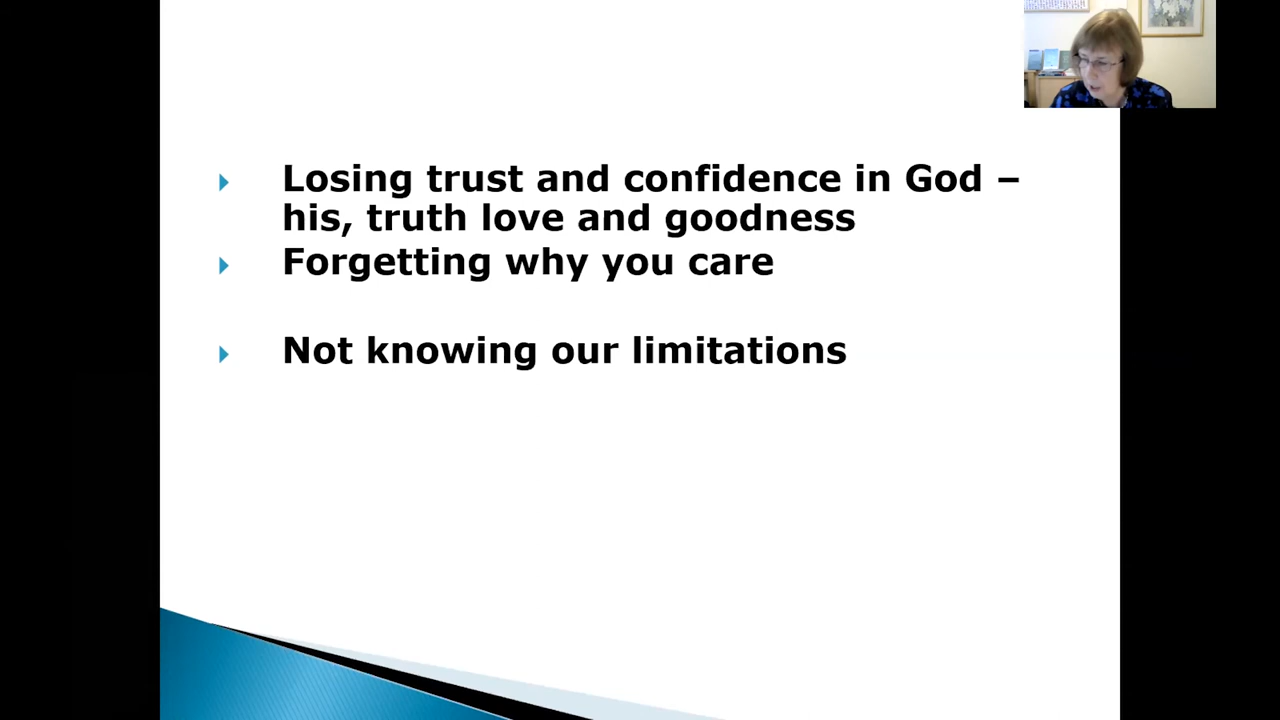 Losing trust and confidence in God –
his, truth love and goodness
Forgetting why you care
Not knowing our limitations